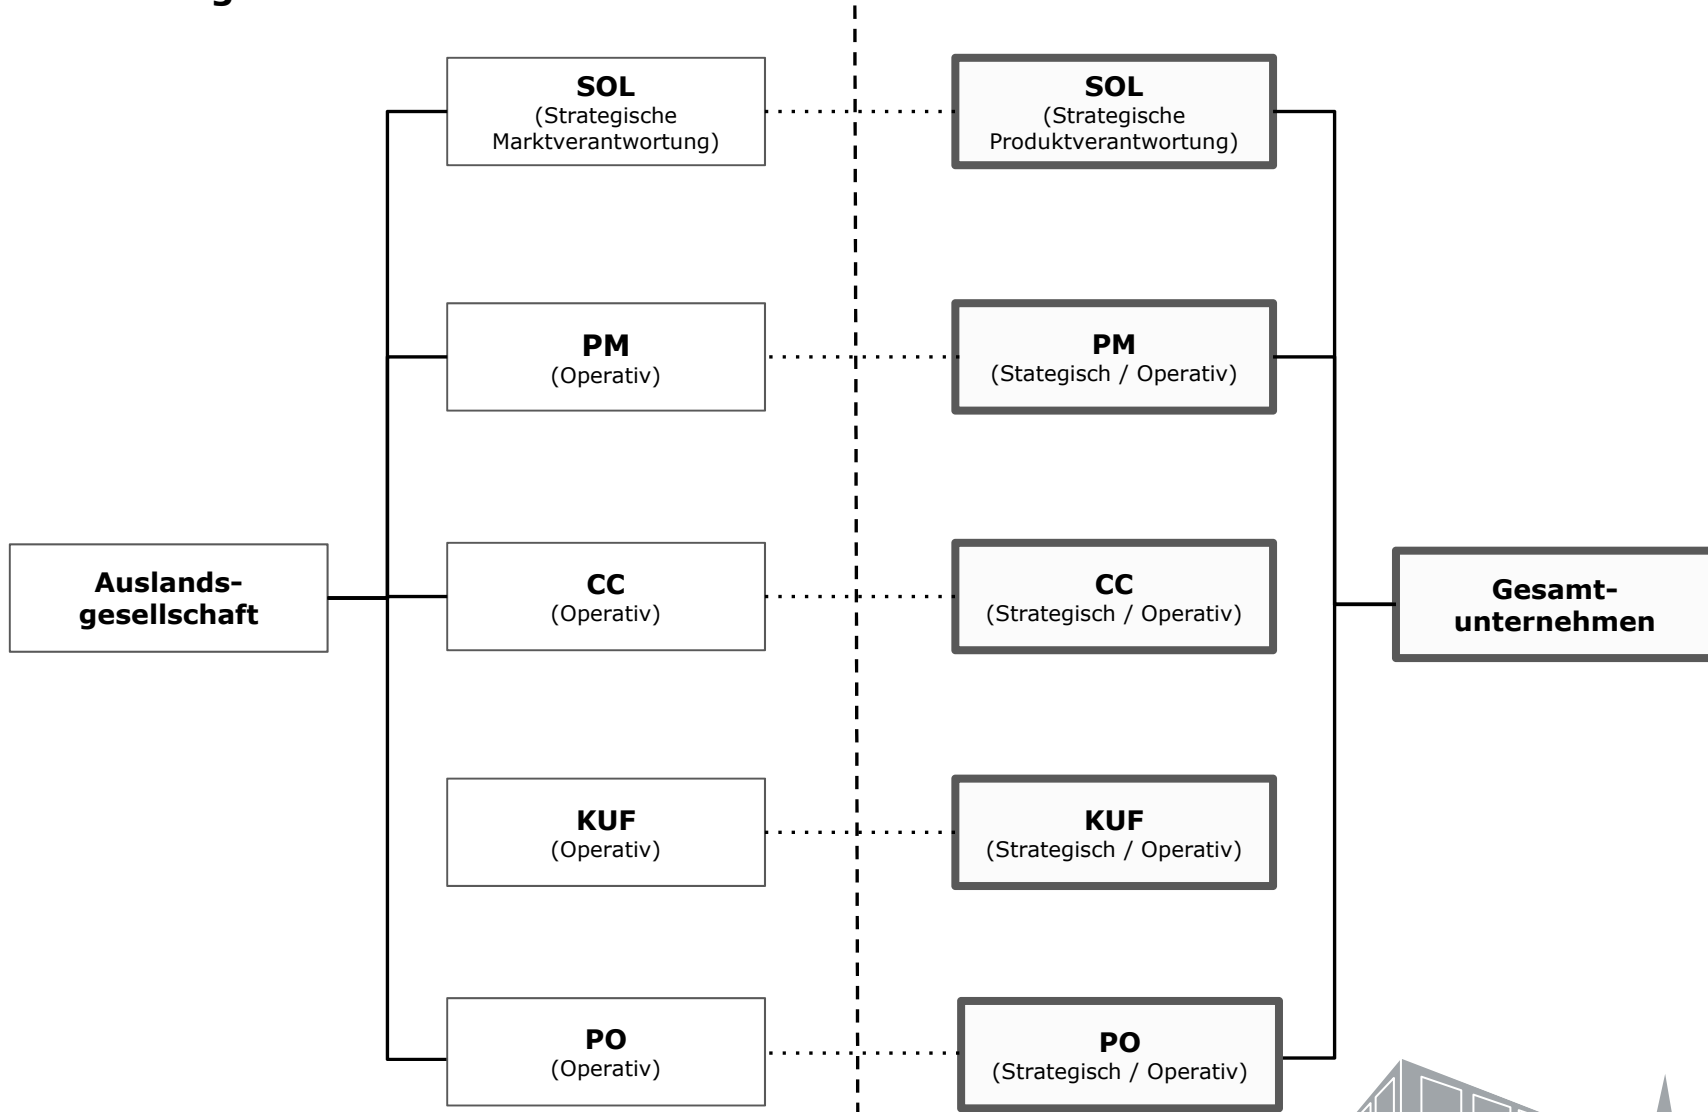 SOL
(Strategische
Marktverantwortung)
SOL
(Strategische
Produktverantwortung)
PM
(Operativ)
PM
(Stategisch / Operativ)
Auslands-
gesellschaft
CC
(Operativ)
CC
(Strategisch / Operativ)
Gesamt-
unternehmen
KUF
(Operativ)
KUF
(Strategisch / Operativ)
PO
(Operativ)
PO
(Strategisch / Operativ)